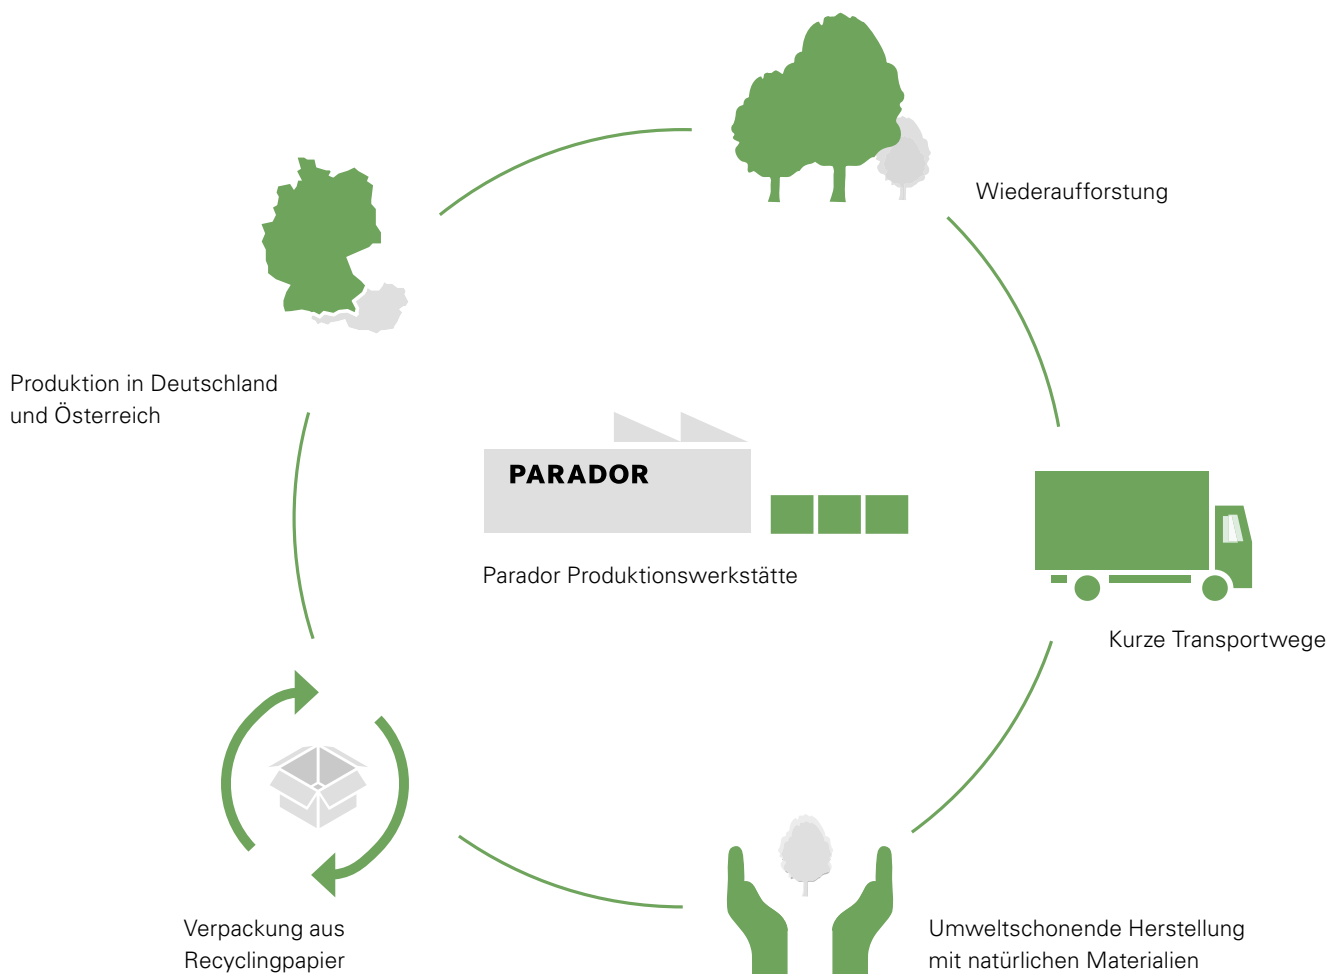 Wiederaufforstung
Produktion in Deutschland
und Österreich
PARADOR
Parador Produktionswerkstätte
Kurze Transportwege
Verpackung aus
Recyclingpapier
Umweltschonende Herstellung
mit natürlichen Materialien